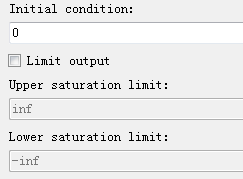 Initial condition:
0
Limit output
Upper saturation limit:
inf
Lower saturation limit:
-inf